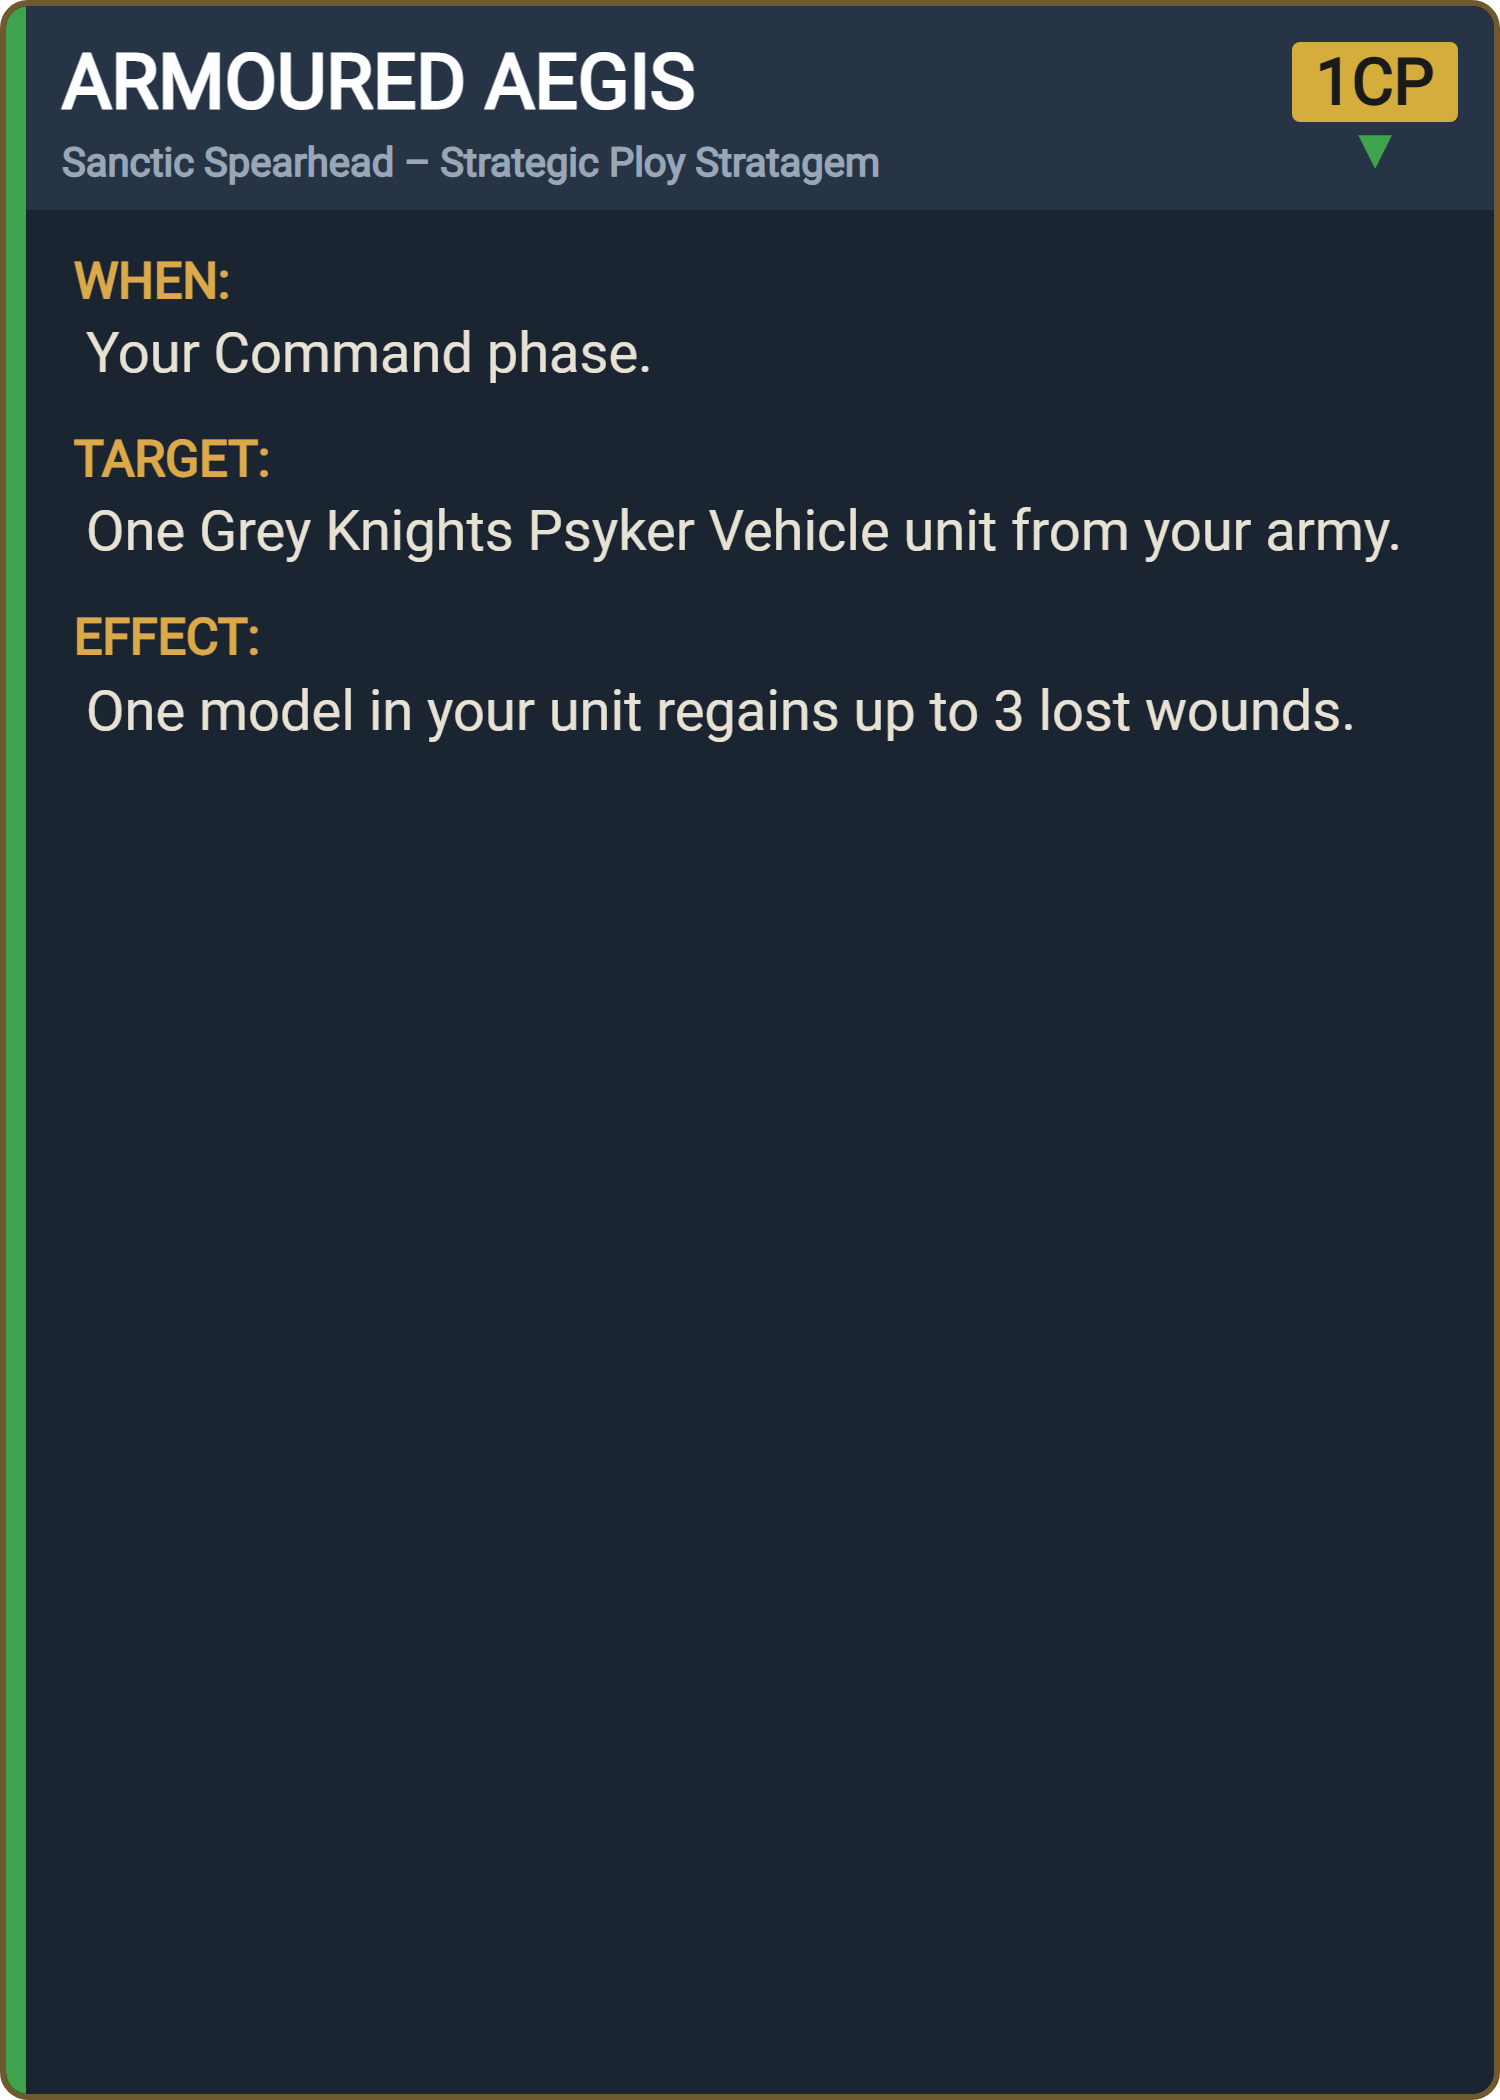 ARMOURED AEGIS
1CP
Sanctic Spearhead – Strategic Ploy Stratagem
WHEN:
Your Command phase.
TARGET:
One Grey Knights Psyker Vehicle unit from your army.
EFFECT:
One model in your unit regains up to 3 lost wounds.